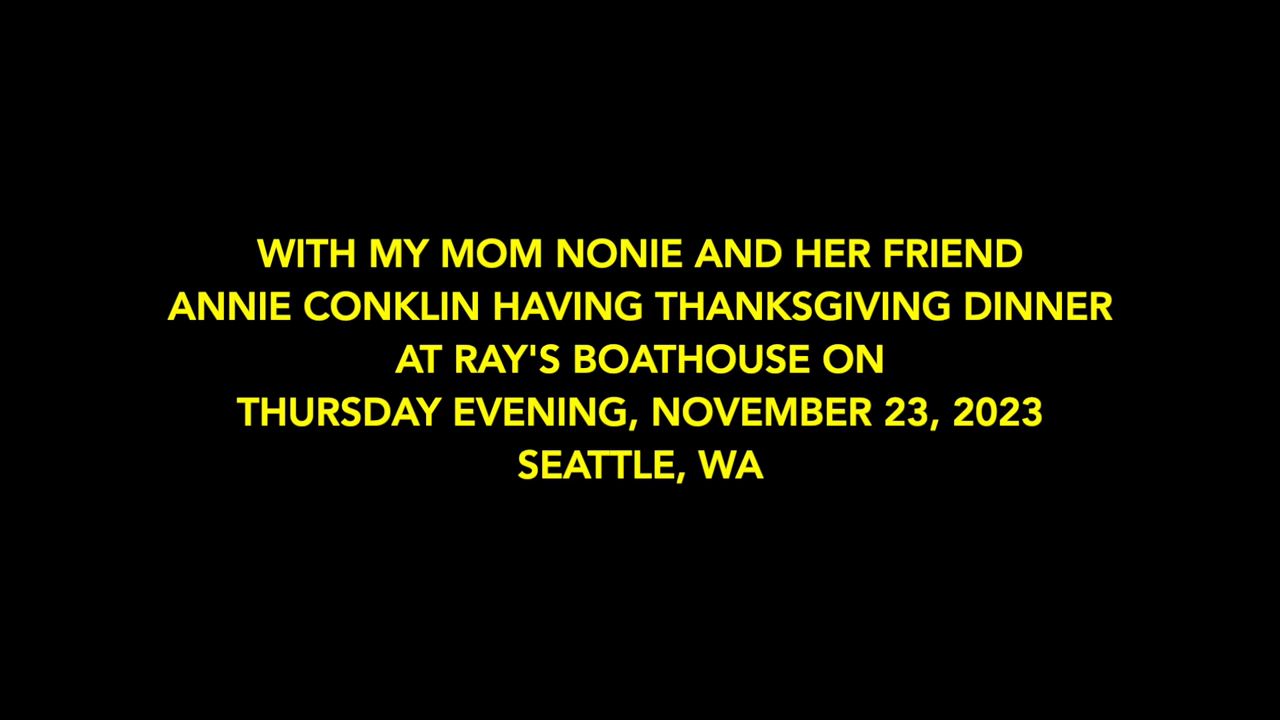 WITH MY MOM NONIE AND HER FRIEND
ANNIE CONKLIN HAVING THANKSGIVING DINNER
AT RAY'S BOATHOUSE ON
THURSDAY EVENING, NOVEMBER 23, 2023
SEATTLE, WA